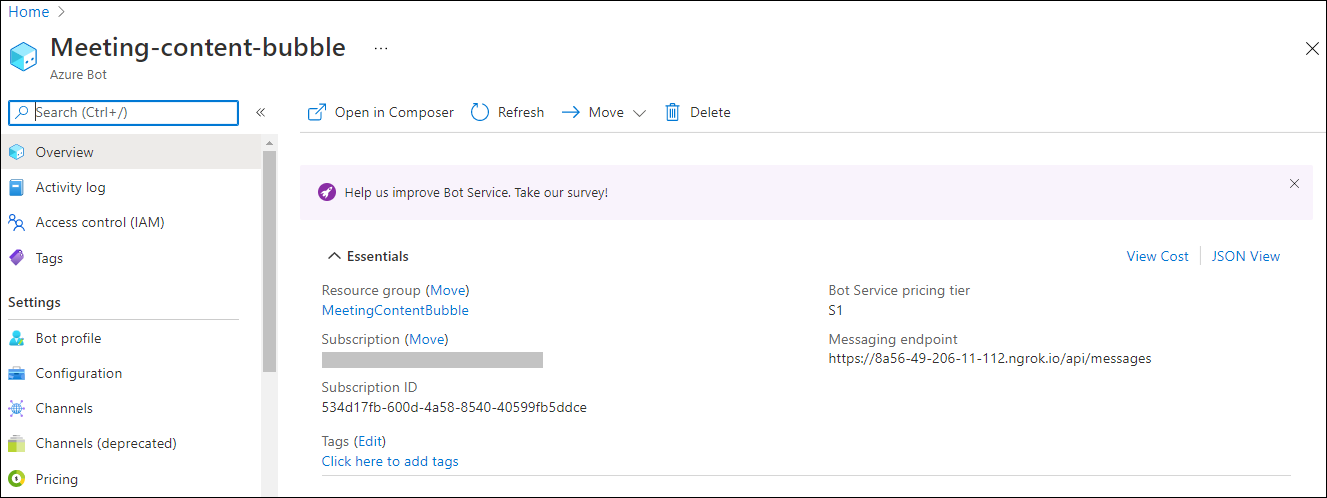 Home >
Meeting-content-bubble ...
Azure Bot
Search (Ctrl+/) «
Overview
Activity log
Access control (IAM)
Tags
Settings
Bot profile
Configuration
Channels
Channels (deprecated)
Pricing
Open in Composer Refresh Move Delete
Help us improve Bot Service. Take our survey!
Essentials View Cost JSON View
Resource group (Move)
MeetingContentBubble
Subscription (Move)
Subscription ID
534d17fb-600d-4a58-8540-40599fb5ddce
Tags (Edit)
Click here to add tags
Bot Service pricing tier
S1
Messaging endpoint
https://8a56-49-206-11-112.ngrok.io/api/messages